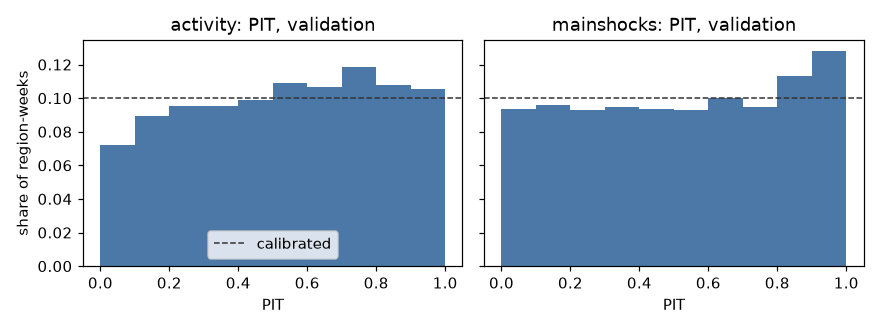 activity: PIT, validation
mainshocks: PIT, validation
share of region-weeks
0.12
0.10
0.08
0.06
0.04
0.02
0.00
calibrated
0.0 0.2 0.4 0.6 0.8 1.0
0.0 0.2 0.4 0.6 0.8 1.0
PIT
PIT